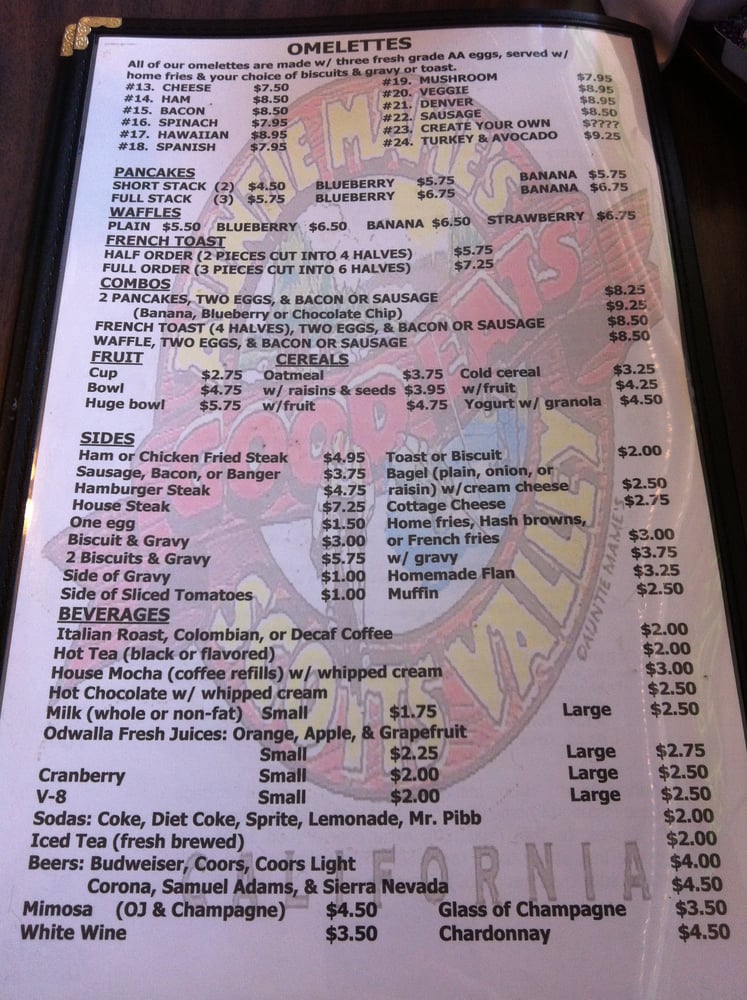 OMELETTES
All of our omelettes are made w/ three fresh grade AA eggs, served w/
home fries & your choice of biscuits & gravy or toast.
#13. CHEESE $7.50 #19. MUSHROOM $7.95
#14. HAM $8.50 #20. VEGGIE $8.95
#15. BACON $8.50 #21. DENVER $8.95
#16. SPINACH $7.95 #22. SAUSAGE $8.50
#17. HAWAIIAN $8.95 #23. CREATE YOUR OWN $????
#18. SPANISH $7.95 #24. TURKEY & AVOCADO $9.25
PANCAKES
SHORT STACK (2) $4.50 BLUEBERRY $5.75 BANANA $5.75
FULL STACK (3) $5.75 BLUEBERRY $6.75 BANANA $6.75
WAFFLES
PLAIN $5.50 BLUEBERRY $6.50 BANANA $6.50 STRAWBERRY $6.75
FRENCH TOAST
HALF ORDER (2 PIECES CUT INTO 4 HALVES) $5.75
FULL ORDER (3 PIECES CUT INTO 6 HALVES) $7.25
COMBOS
2 PANCAKES, TWO EGGS, & BACON OR SAUSAGE $8.25
(Banana, Blueberry or Chocolate Chip) $9.25
FRENCH TOAST (4 HALVES), TWO EGGS, & BACON OR SAUSAGE $8.50
WAFFLE, TWO EGGS, & BACON OR SAUSAGE $8.50
FRUIT CEREALS
Cup $2.75 Oatmeal $3.75 Cold cereal $3.25
Bowl $4.75 w/ raisins & seeds $3.95 w/fruit $4.25
Huge bowl $5.75 w/fruit $4.75 Yogurt w/ granola $4.50
SIDES
Ham or Chicken Fried Steak $4.95 Toast or Biscuit $2.00
Sausage, Bacon, or Banger $3.75 Bagel (plain, onion, or
Hamburger Steak $4.75 raisin) w/cream cheese $2.50
House Steak $7.25 Cottage Cheese $2.75
One egg $1.50 Home fries, Hash browns,
Biscuit & Gravy $3.00 or French fries $3.00
2 Biscuits & Gravy $5.75 w/ gravy $3.75
Side of Gravy $1.00 Homemade Flan $3.25
Side of Sliced Tomatoes $1.00 Muffin $2.50
BEVERAGES
Italian Roast, Colombian, or Decaf Coffee $2.00
Hot Tea (black or flavored) $2.00
House Mocha (coffee refills) w/ whipped cream $3.00
Hot Chocolate w/ whipped cream $2.50
Milk (whole or non-fat) Small $1.75 Large $2.50
Odwalla Fresh Juices: Orange, Apple, & Grapefruit
Small $2.25 Large $2.75
Cranberry Small $2.00 Large $2.50
V-8 Small $2.00 Large $2.50
Sodas: Coke, Diet Coke, Sprite, Lemonade, Mr. Pibb $2.00
Iced Tea (fresh brewed) $2.00
Beers: Budweiser, Coors, Coors Light $4.00
Corona, Samuel Adams, & Sierra Nevada $4.50
Mimosa (OJ & Champagne) $4.50 Glass of Champagne $3.50
White Wine $3.50 Chardonnay $4.50
AUNTIE MAME'S
GOOD EATS
SCOTTS VALLEY
©AUNTIE MAME'S
CALIFORNIA